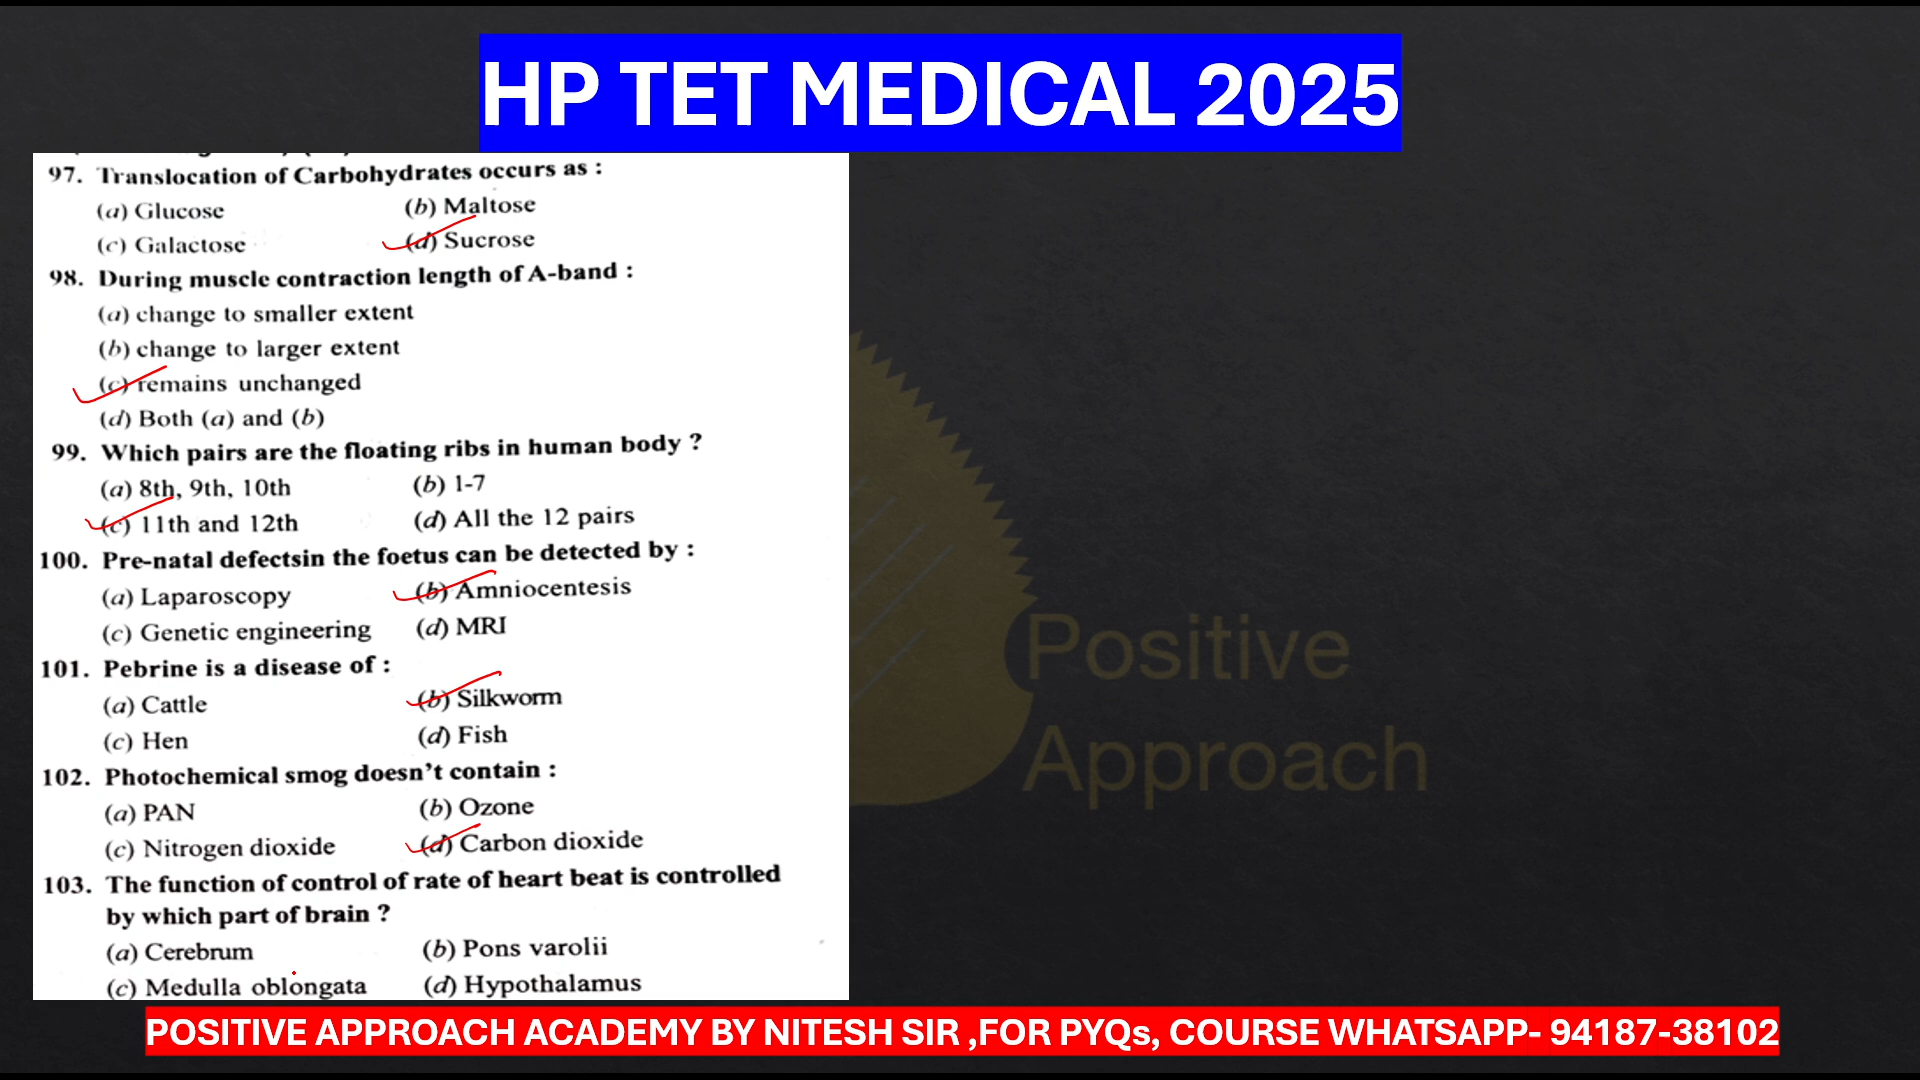 HP TET MEDICAL 2025
97. Translocation of Carbohydrates occurs as :
(a) Glucose (b) Maltose
(c) Galactose (d) Sucrose
98. During muscle contraction length of A-band :
(a) change to smaller extent
(b) change to larger extent
(c) remains unchanged
(d) Both (a) and (b)
99. Which pairs are the floating ribs in human body ?
(a) 8th, 9th, 10th (b) 1-7
(c) 11th and 12th (d) All the 12 pairs
100. Pre-natal defectsin the foetus can be detected by :
(a) Laparoscopy (b) Amniocentesis
(c) Genetic engineering (d) MRI
101. Pebrine is a disease of :
(a) Cattle (b) Silkworm
(c) Hen (d) Fish
102. Photochemical smog doesn't contain :
(a) PAN (b) Ozone
(c) Nitrogen dioxide (d) Carbon dioxide
103. The function of control of rate of heart beat is controlled
by which part of brain ?
(a) Cerebrum (b) Pons varolii
(c) Medulla oblongata (d) Hypothalamus
Positive
Approach
POSITIVE APPROACH ACADEMY BY NITESH SIR ,FOR PYQs, COURSE WHATSAPP- 94187-38102